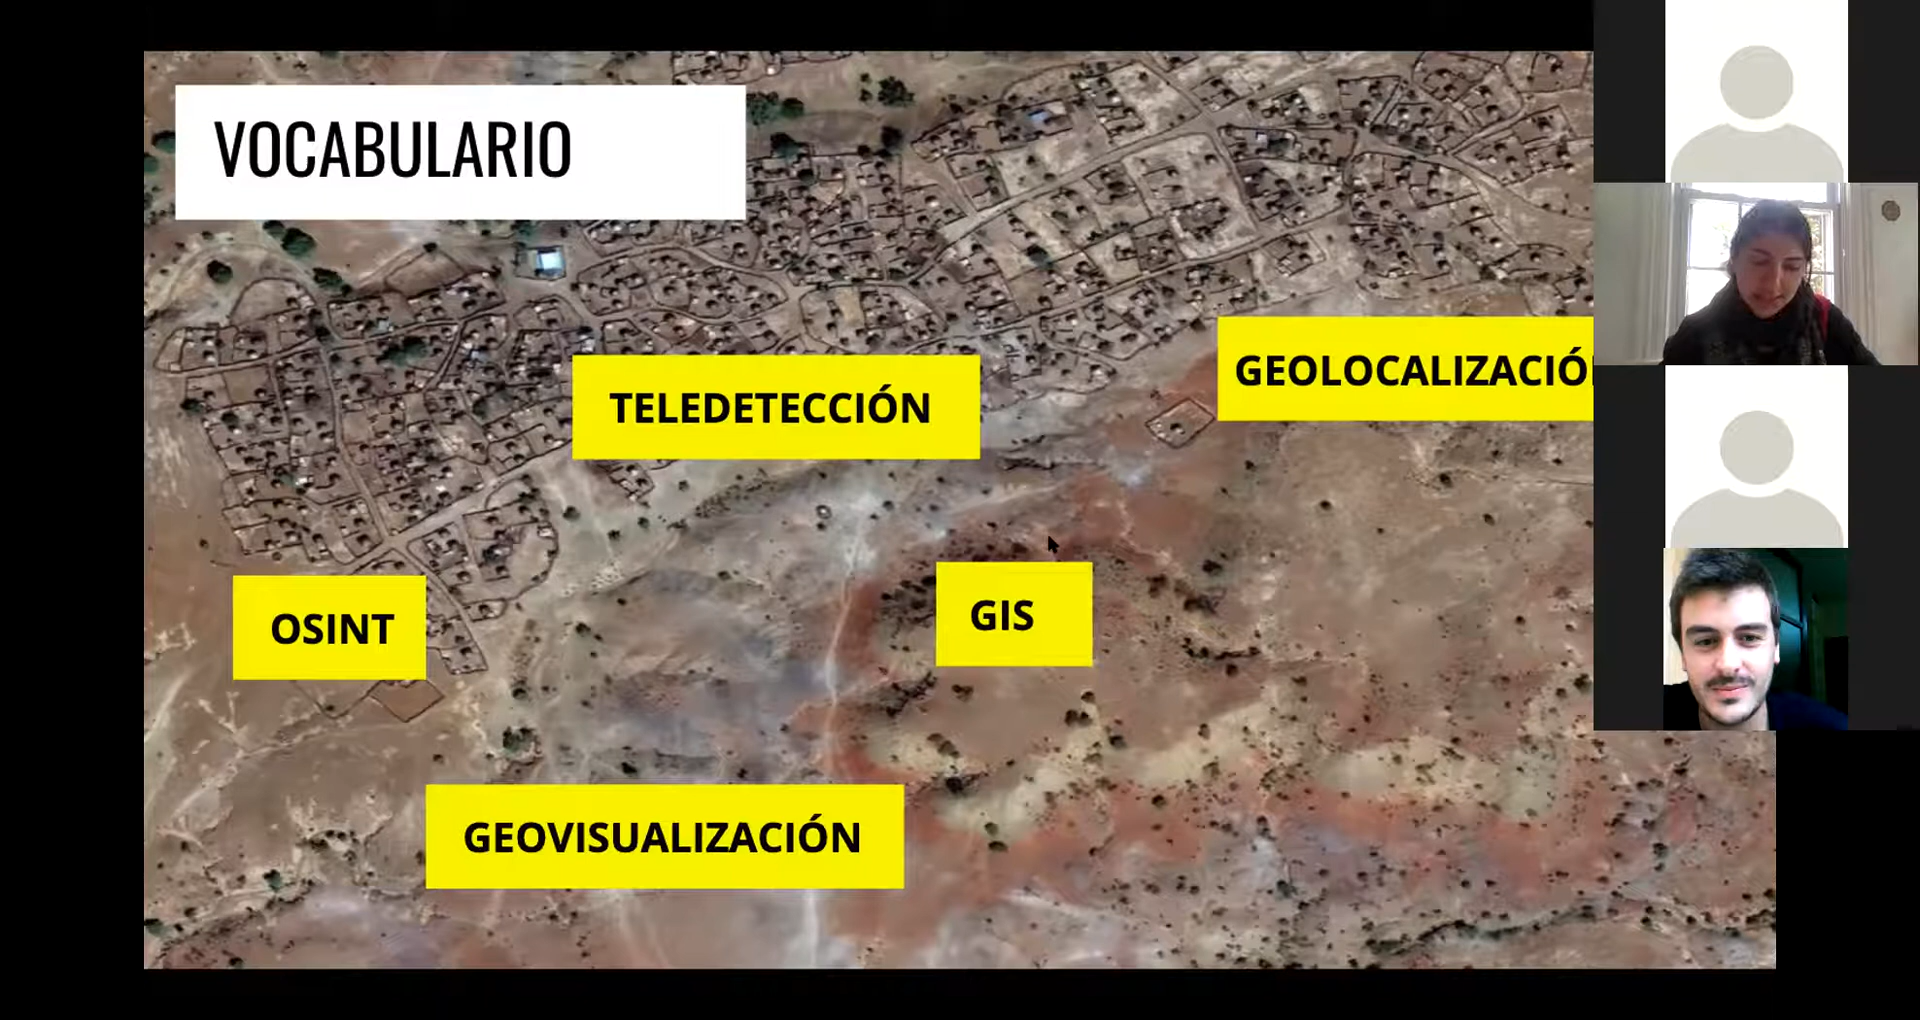 VOCABULARIO
GEOLOCALIZACIÓ
TELEDETECCIÓN
GIS
OSINT
GEOVISUALIZACIÓN